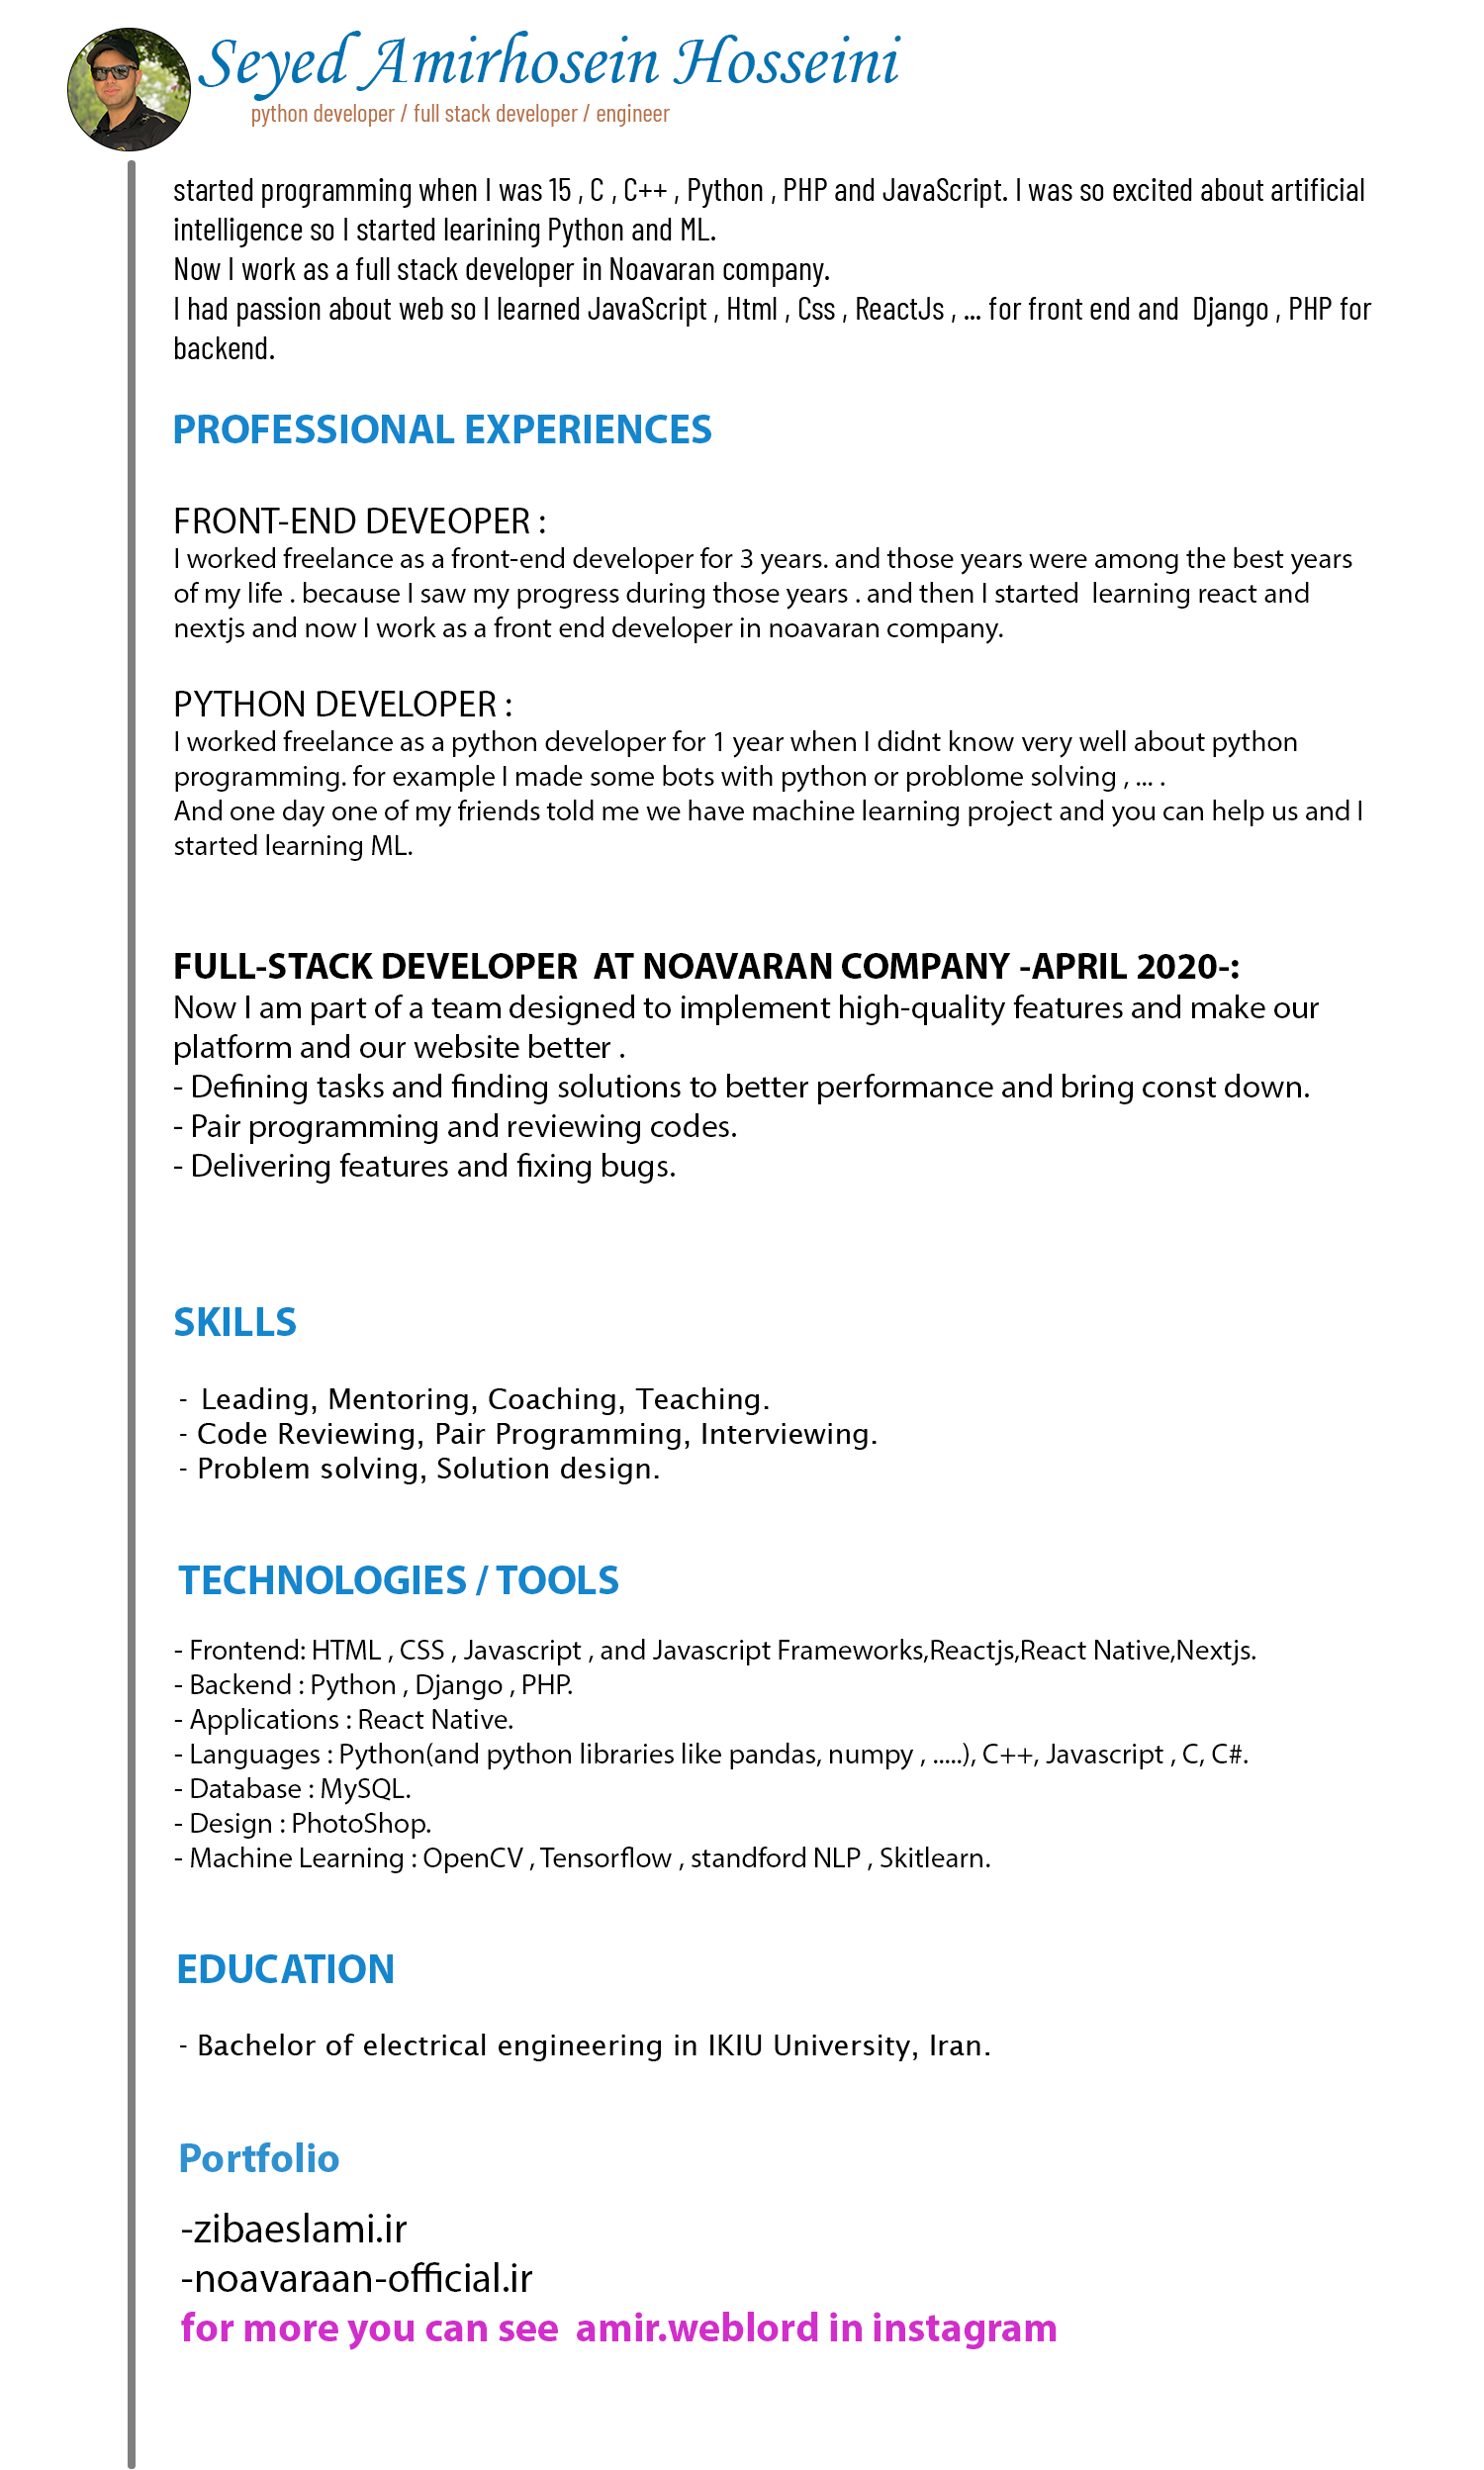 Seyed Amirhosein Hosseini
python developer / full stack developer / engineer
started programming when I was 15 , C , C++ , Python , PHP and JavaScript. I was so excited about artificial
intelligence so I started learining Python and ML.
Now I work as a full stack developer in Noavaran company.
I had passion about web so I learned JavaScript , Html , Css , ReactJs , ... for front end and  Django , PHP for
backend.
PROFESSIONAL EXPERIENCES
FRONT-END DEVEOPER :
I worked freelance as a front-end developer for 3 years. and those years were among the best years
of my life . because I saw my progress during those years . and then I started  learning react and
nextjs and now I work as a front end developer in noavaran company.
PYTHON DEVELOPER :
I worked freelance as a python developer for 1 year when I didnt know very well about python
programming. for example I made some bots with python or problome solving , ... .
And one day one of my friends told me we have machine learning project and you can help us and I
started learning ML.
FULL-STACK DEVELOPER  AT NOAVARAN COMPANY -APRIL 2020-:
Now I am part of a team designed to implement high-quality features and make our
platform and our website better .
- Defining tasks and finding solutions to better performance and bring const down.
- Pair programming and reviewing codes.
- Delivering features and fixing bugs.
SKILLS
- Leading, Mentoring, Coaching, Teaching.
- Code Reviewing, Pair Programming, Interviewing.
- Problem solving, Solution design.
TECHNOLOGIES / TOOLS
- Frontend: HTML , CSS , Javascript , and Javascript Frameworks,Reactjs,React Native,Nextjs.
- Backend : Python , Django , PHP.
- Applications : React Native.
- Languages : Python(and python libraries like pandas, numpy , .....), C++, Javascript , C, C#.
- Database : MySQL.
- Design : PhotoShop.
- Machine Learning : OpenCV , Tensorflow , standford NLP , Skitlearn.
EDUCATION
- Bachelor of electrical engineering in IKIU University, Iran.
Portfolio
-zibaeslami.ir
-noavaraan-official.ir
for more you can see  amir.weblord in instagram